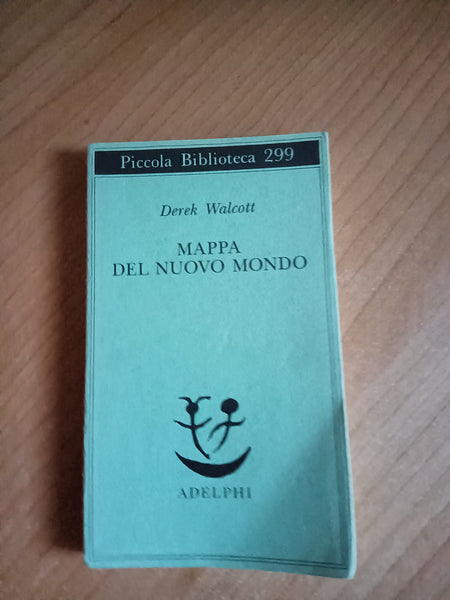 Piccola Biblioteca 299
Derek Walcott
MAPPA
DEL NUOVO MONDO
ADELPHI